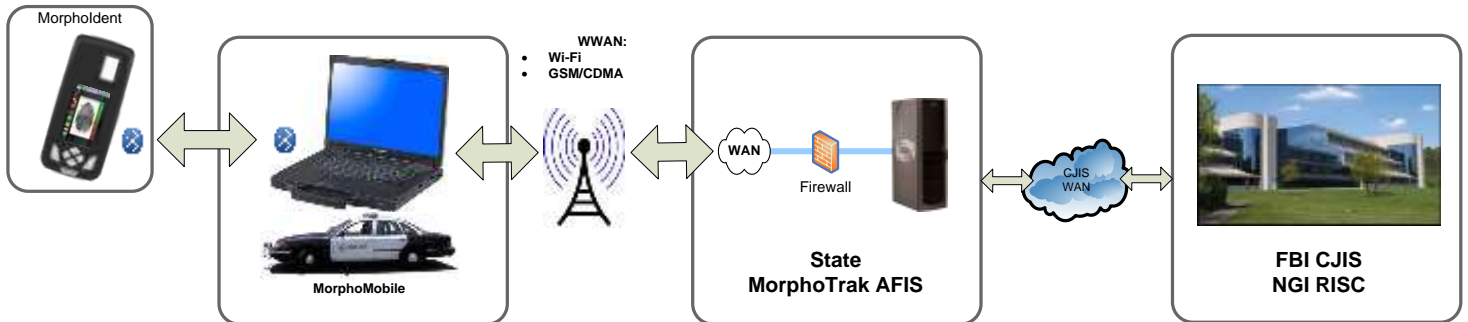 MorphoIdent
WWAN:
• Wi-Fi
• GSM/CDMA
MorphoMobile
WAN
Firewall
State
MorphoTrak AFIS
CJIS
WAN
FBI CJIS
NGI RISC